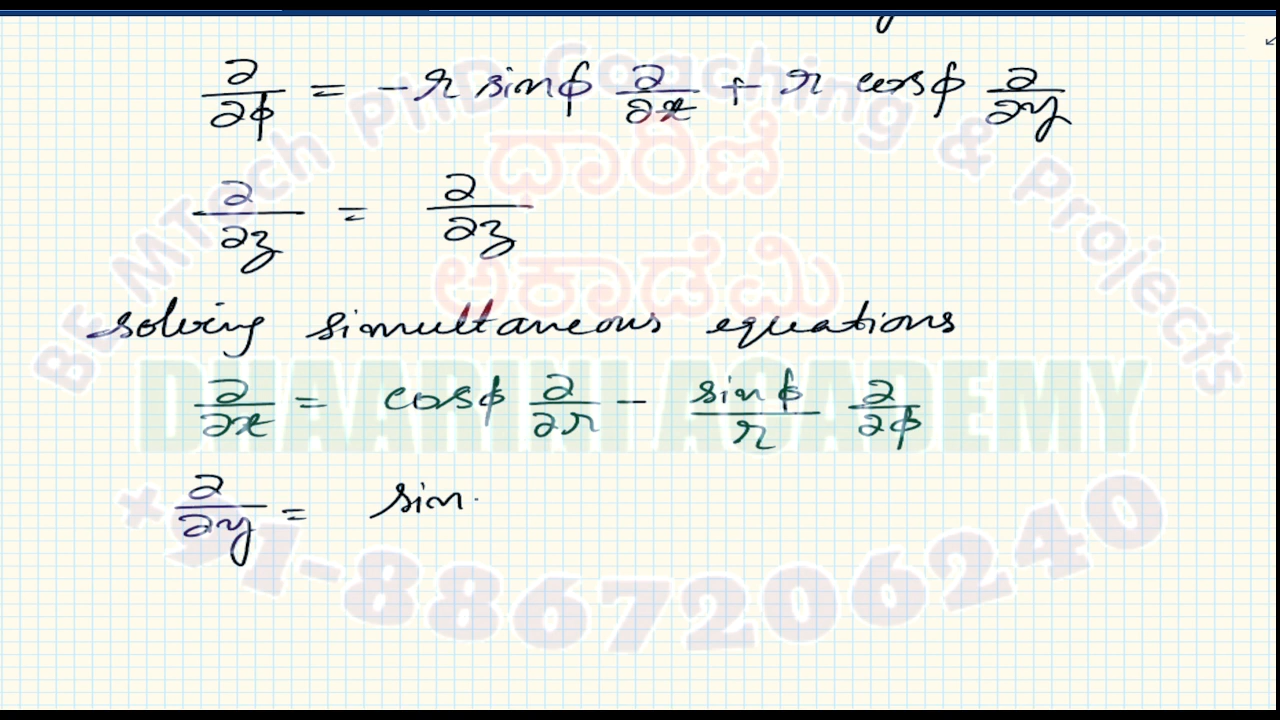 ∂/∂ϕ = - r sinϕ ∂/∂x + r cosϕ ∂/∂y
∂/∂z = ∂/∂z
solving simultaneous equations
∂/∂x = cosϕ ∂/∂r - sinϕ/r ∂/∂ϕ
∂/∂y = sin
BE MTech PhD Coaching & Projects
ಧಾರಿಣಿ
ಅಕಾಡೆಮಿ
DHAARINI ACADEMY
+91-8867206240